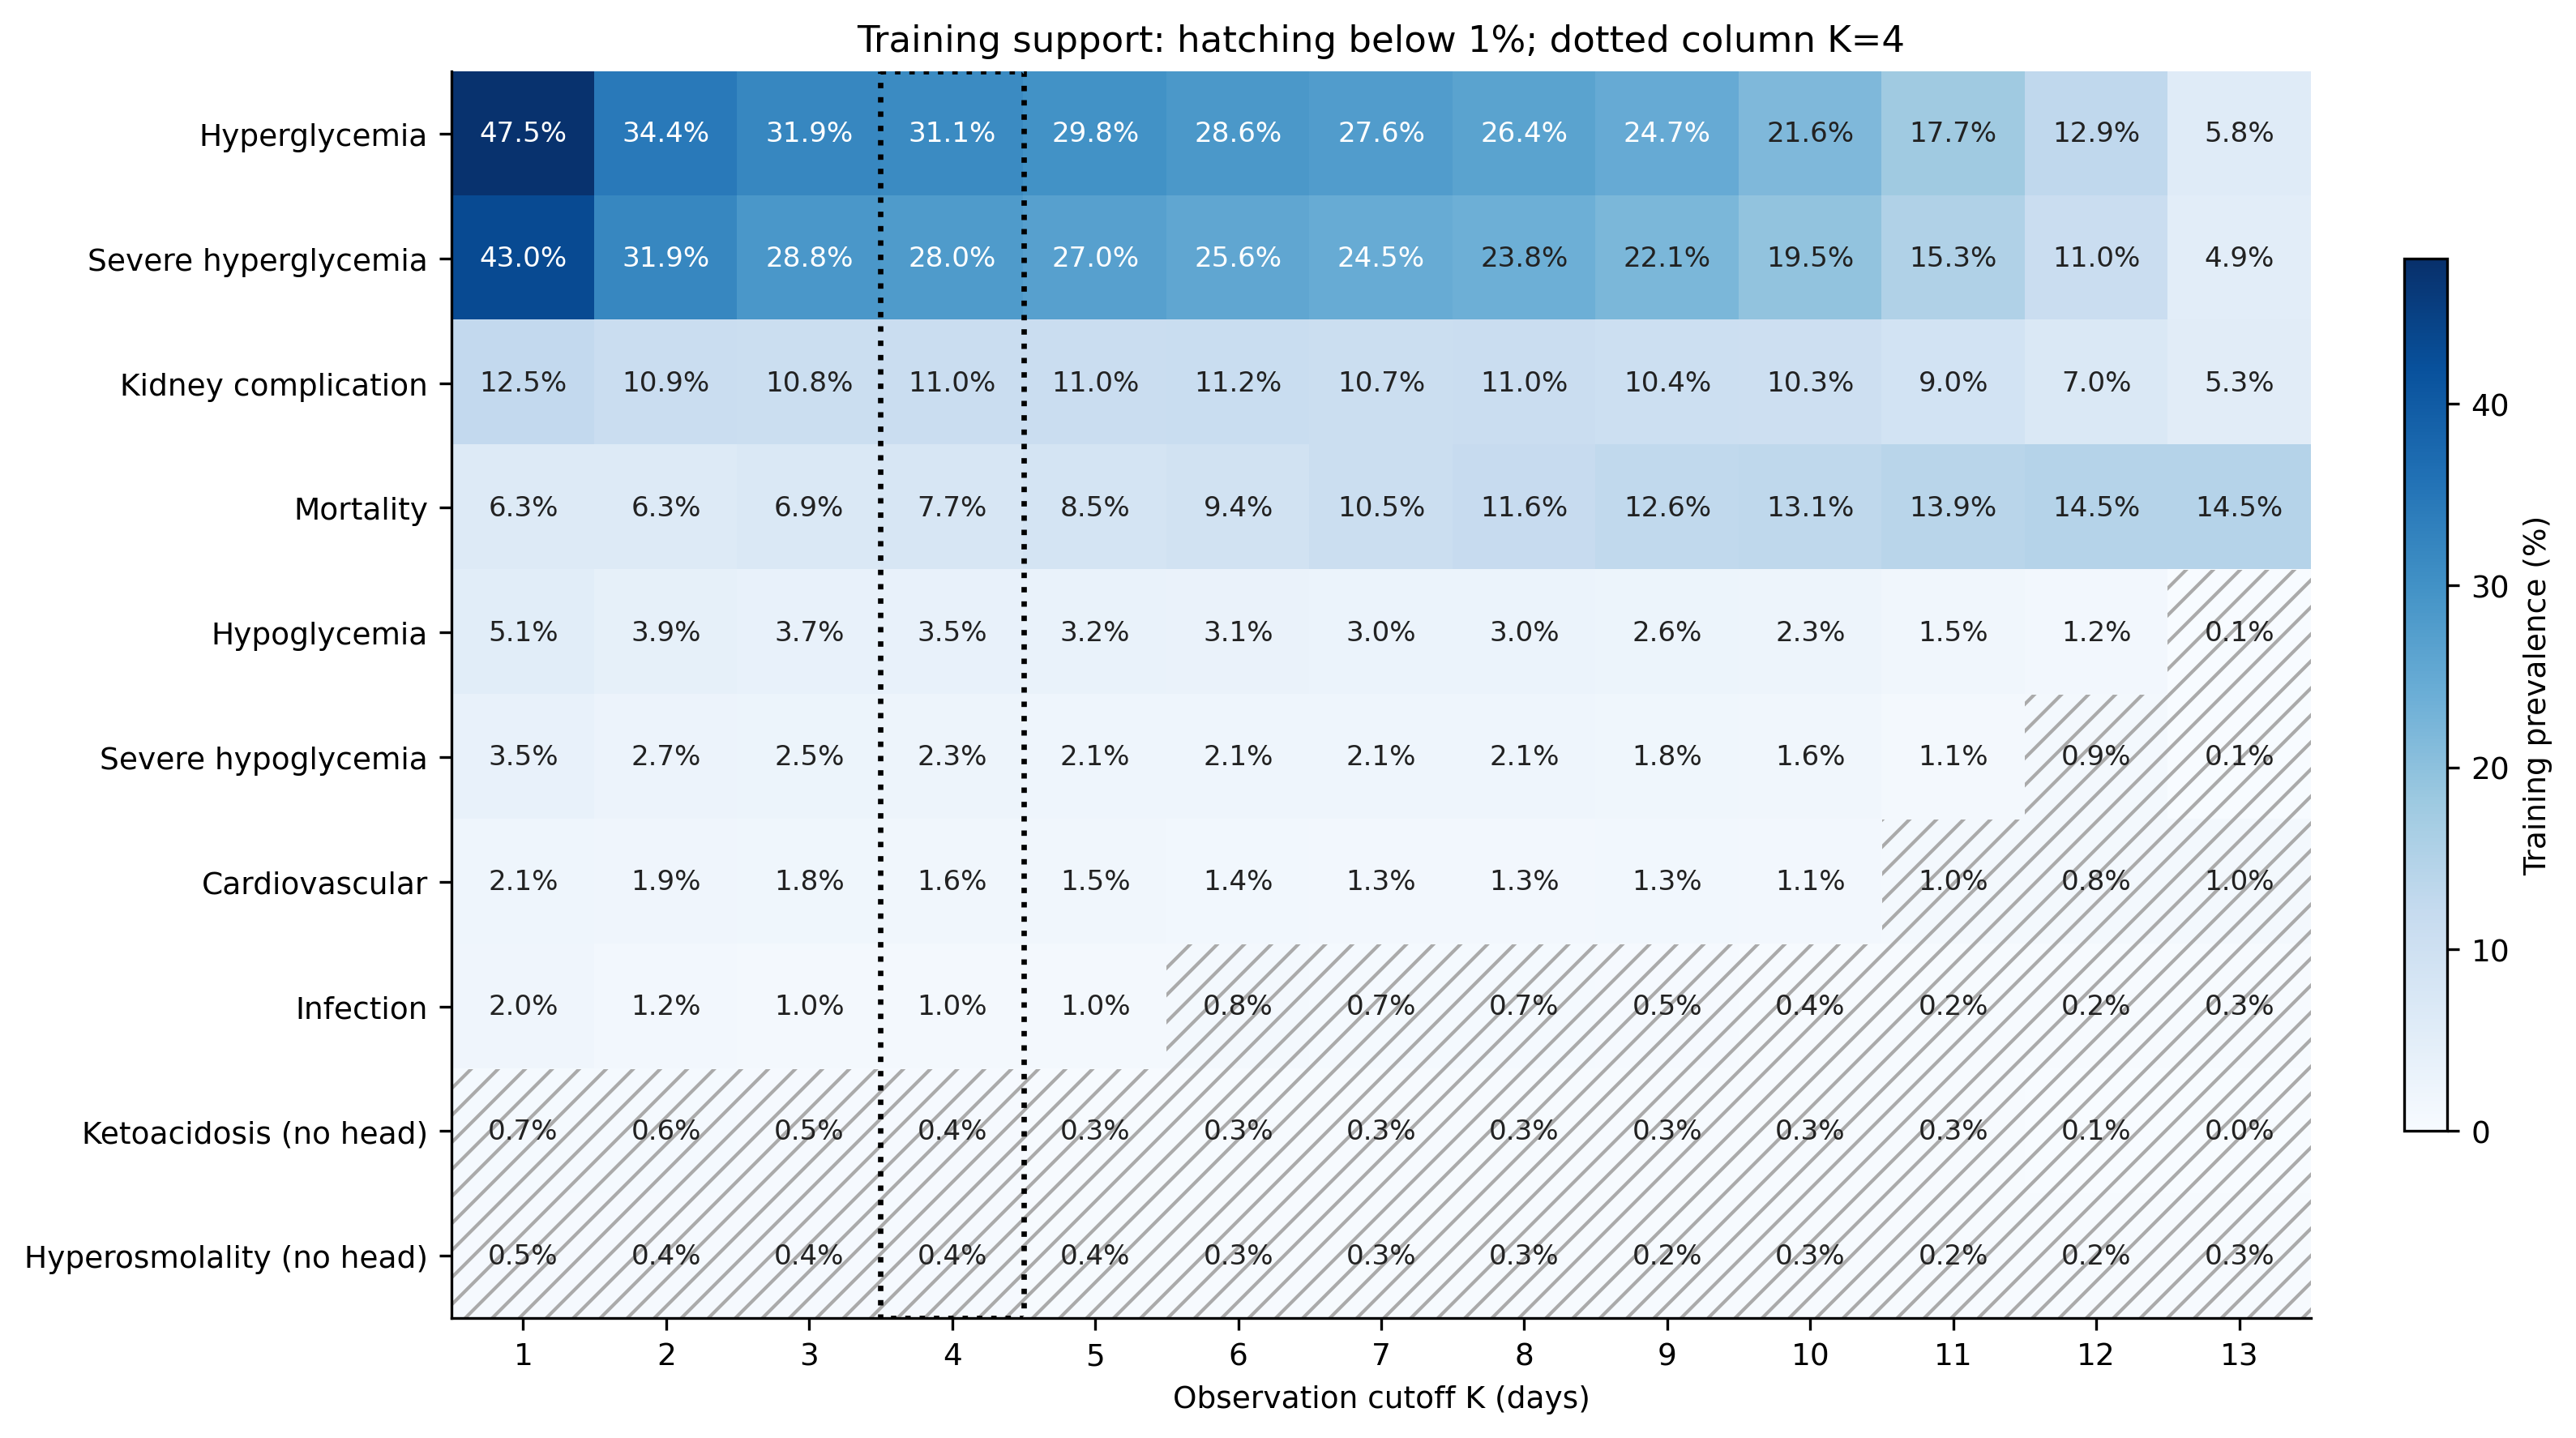 Training support: hatching below 1%; dotted column K=4
Hyperglycemia 47.5% 34.4% 31.9% 31.1% 29.8% 28.6% 27.6% 26.4% 24.7% 21.6% 17.7% 12.9% 5.8%
Severe hyperglycemia 43.0% 31.9% 28.8% 28.0% 27.0% 25.6% 24.5% 23.8% 22.1% 19.5% 15.3% 11.0% 4.9%
Kidney complication 12.5% 10.9% 10.8% 11.0% 11.0% 11.2% 10.7% 11.0% 10.4% 10.3% 9.0% 7.0% 5.3%
Mortality 6.3% 6.3% 6.9% 7.7% 8.5% 9.4% 10.5% 11.6% 12.6% 13.1% 13.9% 14.5% 14.5%
Hypoglycemia 5.1% 3.9% 3.7% 3.5% 3.2% 3.1% 3.0% 3.0% 2.6% 2.3% 1.5% 1.2% 0.1%
Severe hypoglycemia 3.5% 2.7% 2.5% 2.3% 2.1% 2.1% 2.1% 2.1% 1.8% 1.6% 1.1% 0.9% 0.1%
Cardiovascular 2.1% 1.9% 1.8% 1.6% 1.5% 1.4% 1.3% 1.3% 1.3% 1.1% 1.0% 0.8% 1.0%
Infection 2.0% 1.2% 1.0% 1.0% 1.0% 0.8% 0.7% 0.7% 0.5% 0.4% 0.2% 0.2% 0.3%
Ketoacidosis (no head) 0.7% 0.6% 0.5% 0.4% 0.3% 0.3% 0.3% 0.3% 0.3% 0.3% 0.3% 0.1% 0.0%
Hyperosmolality (no head) 0.5% 0.4% 0.4% 0.4% 0.4% 0.3% 0.3% 0.3% 0.2% 0.3% 0.2% 0.2% 0.3%
1 2 3 4 5 6 7 8 9 10 11 12 13
Observation cutoff K (days)
40
30
20
10
0
Training prevalence (%)